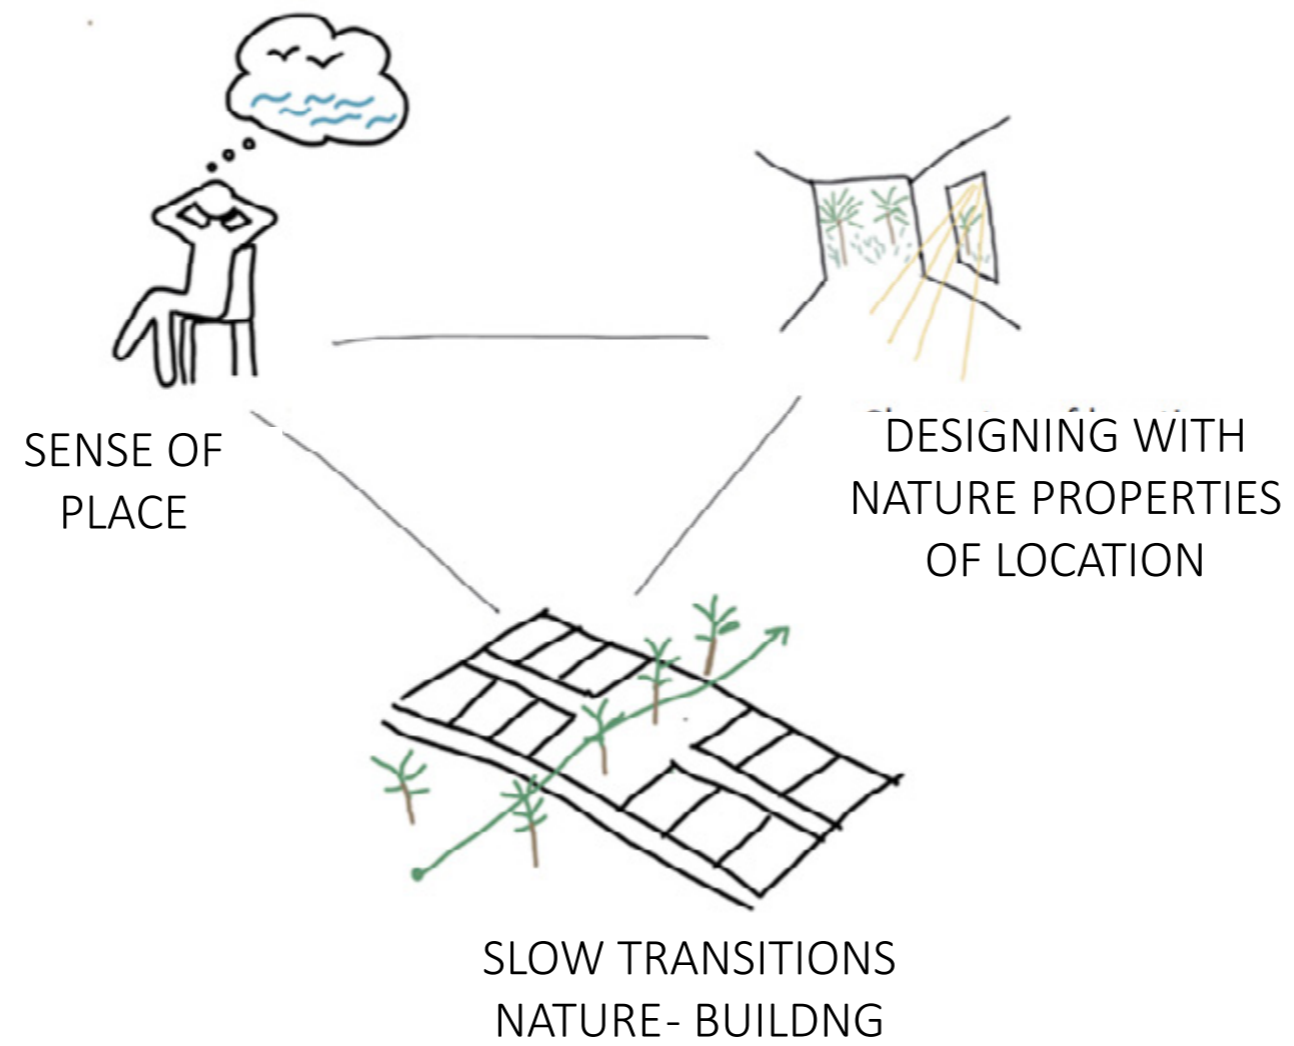 SENSE OF
PLACE
DESIGNING WITH
NATURE PROPERTIES
OF LOCATION
SLOW TRANSITIONS
NATURE- BUILDNG